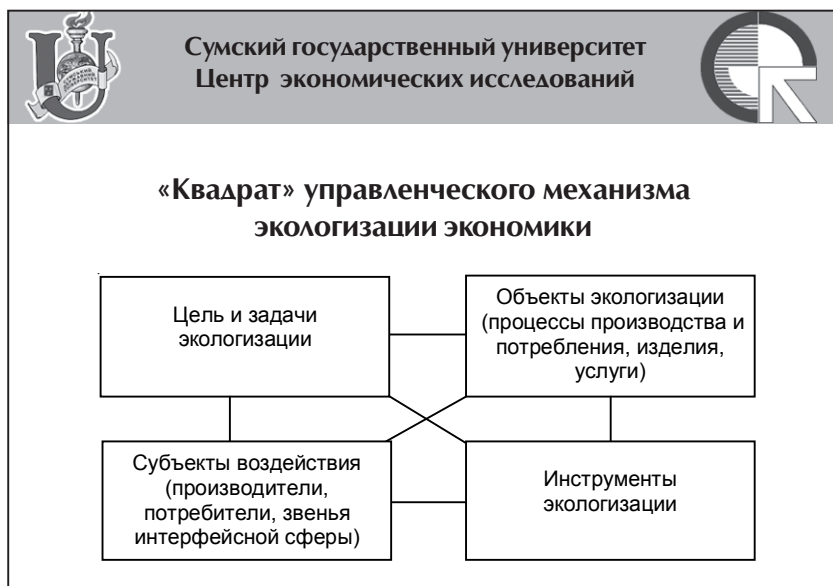 Сумский государственный университет
Центр экономических исследований
«Квадрат» управленческого механизма
экологизации экономики
Цель и задачи
экологизации
Объекты экологизации
(процессы производства и
потребления, изделия,
услуги)
Субъекты воздействия
(производители,
потребители, звенья
интерфейсной сферы)
Инструменты
экологизации